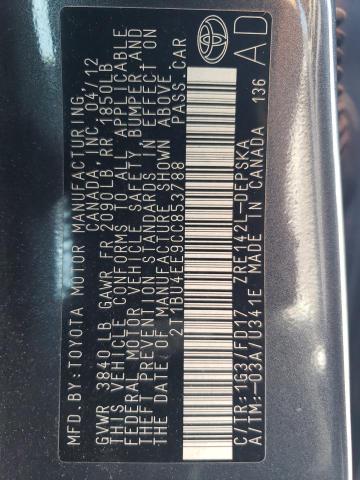 MFD.BY:TOYOTA MOTOR MANUFACTURING,
CANADA, INC. 04/12
GVWR 3840 LB GAWR FR 2090LB, RR 1850LB
THIS VEHICLE CONFORMS TO ALL APPLICABLE
FEDERAL MOTOR VEHICLE SAFETY, BUMPER, AND
THEFT PREVENTION STANDARDS IN EFFECT ON
THE DATE OF MANUFACTURE SHOWN ABOVE.
2T1BU4EE9CC853788 PASS.CAR
C/TR:1G3/FD17 ZRE142L-DEPSKA
A/TM:-03A/U341E MADE IN CANADA 136
AD